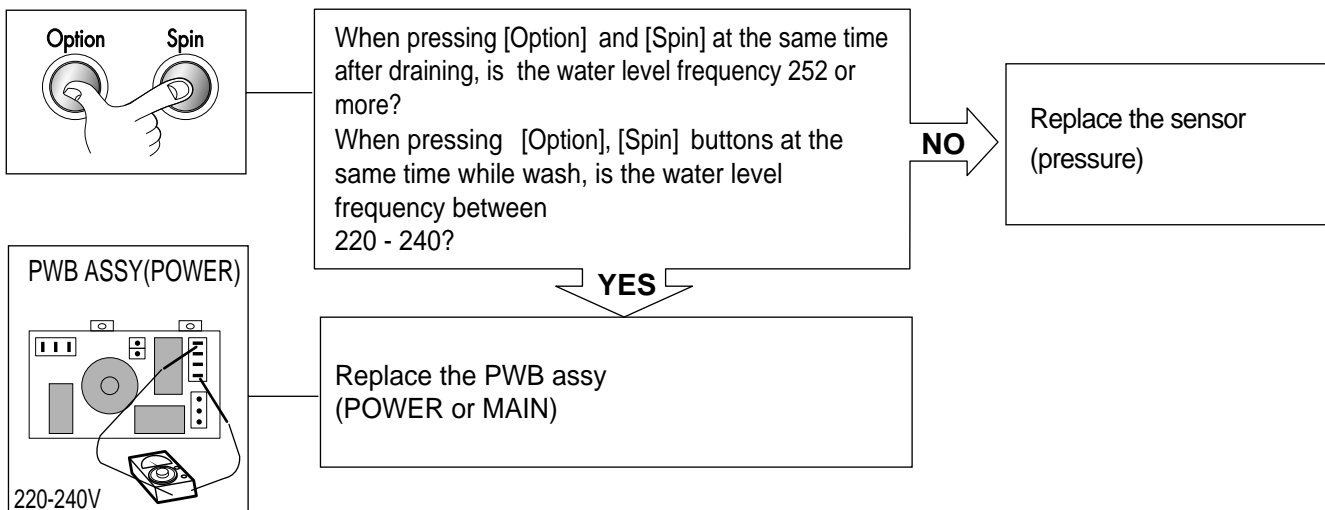 Option Spin
When pressing [Option] and [Spin] at the same time
after draining, is the water level frequency 252 or
more?
When pressing [Option], [Spin] buttons at the
same time while wash, is the water level
frequency between
220 - 240?
NO
Replace the sensor
(pressure)
YES
PWB ASSY(POWER)
220-240V
Replace the PWB assy
(POWER or MAIN)